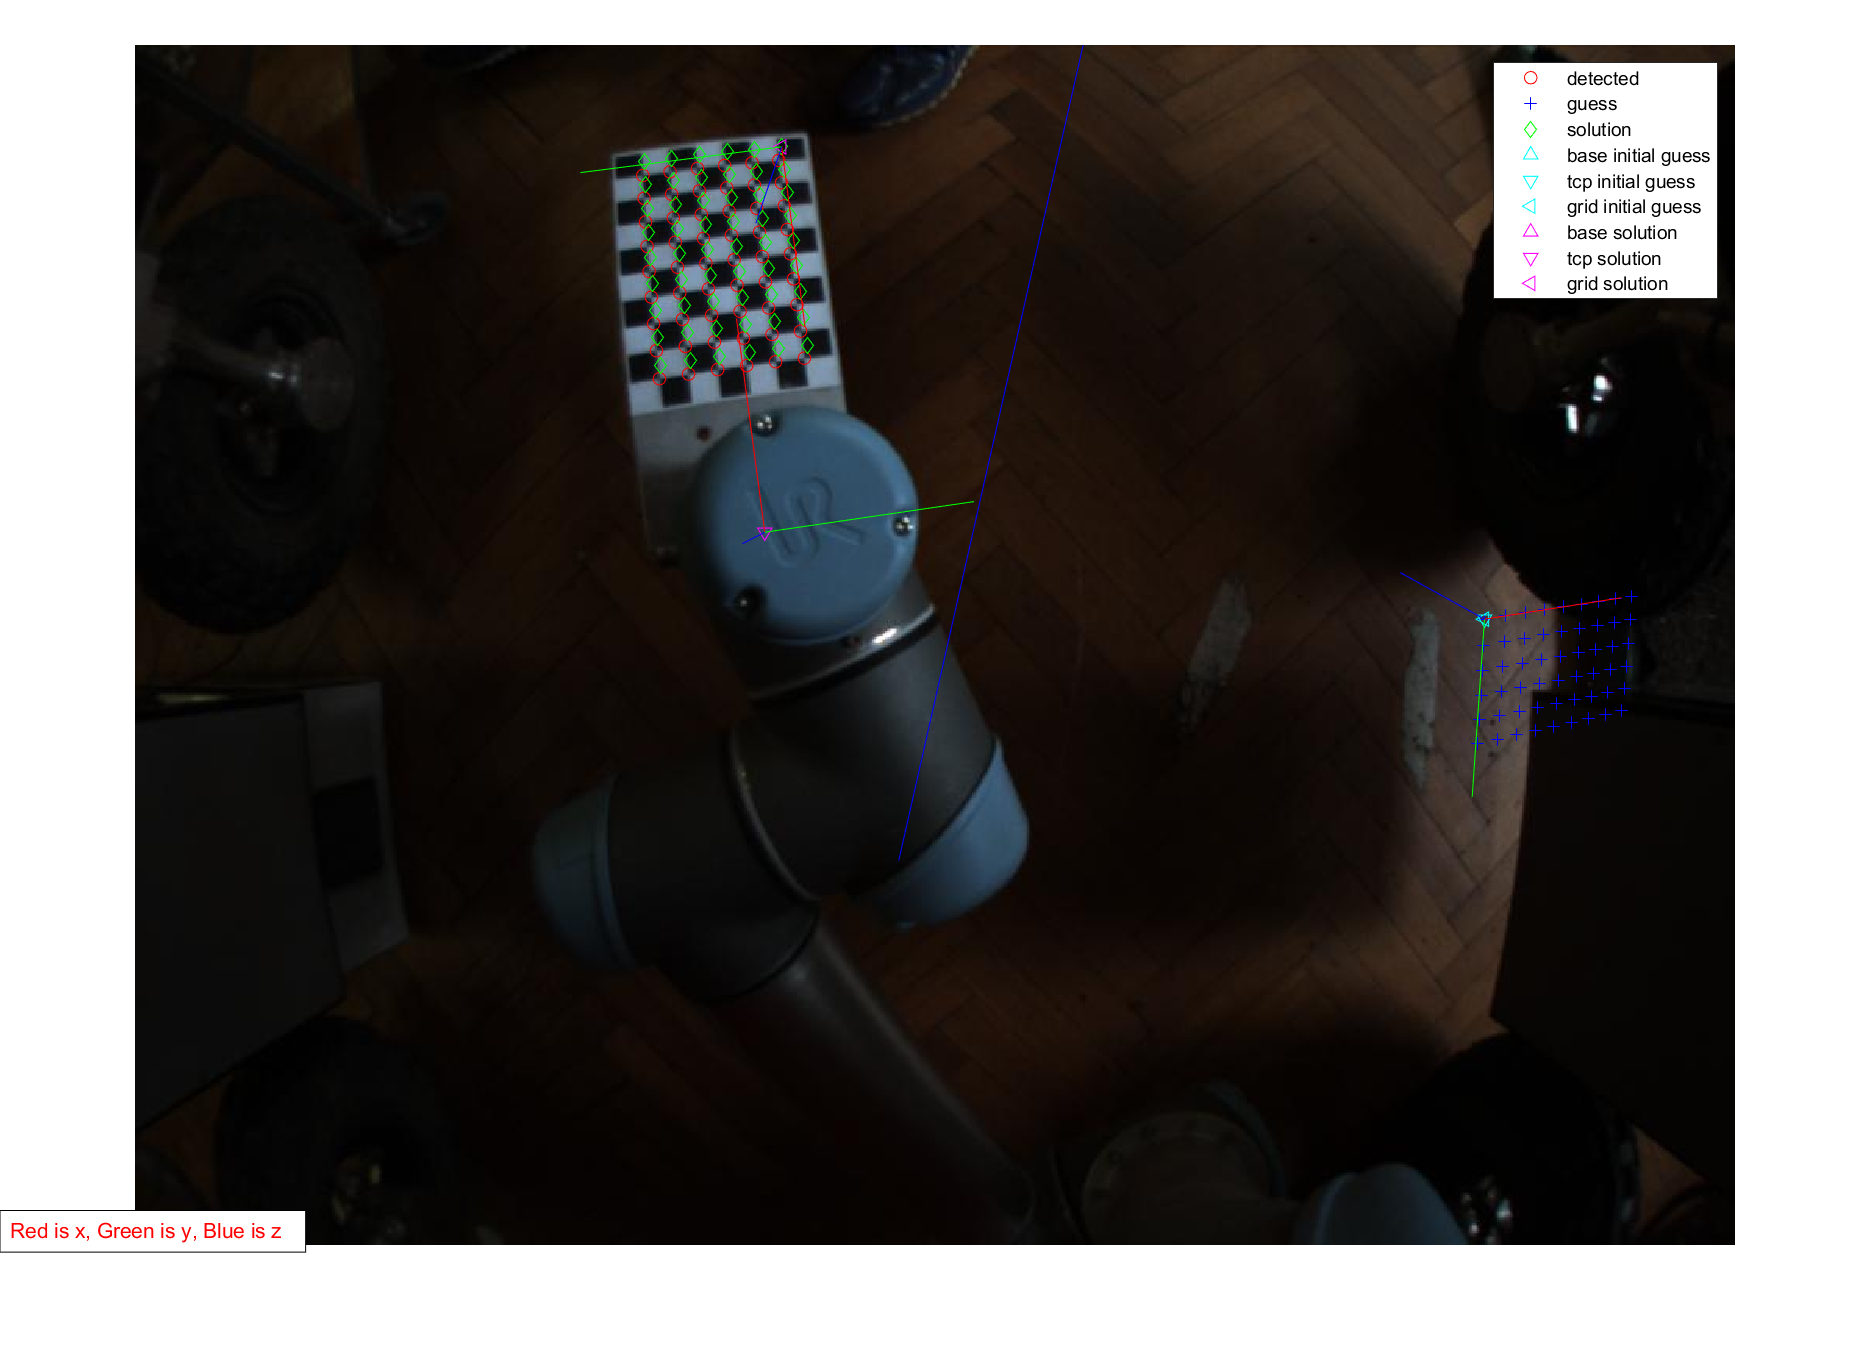 detected
guess
solution
base initial guess
tcp initial guess
grid initial guess
base solution
tcp solution
grid solution
UR
Red is x, Green is y, Blue is z